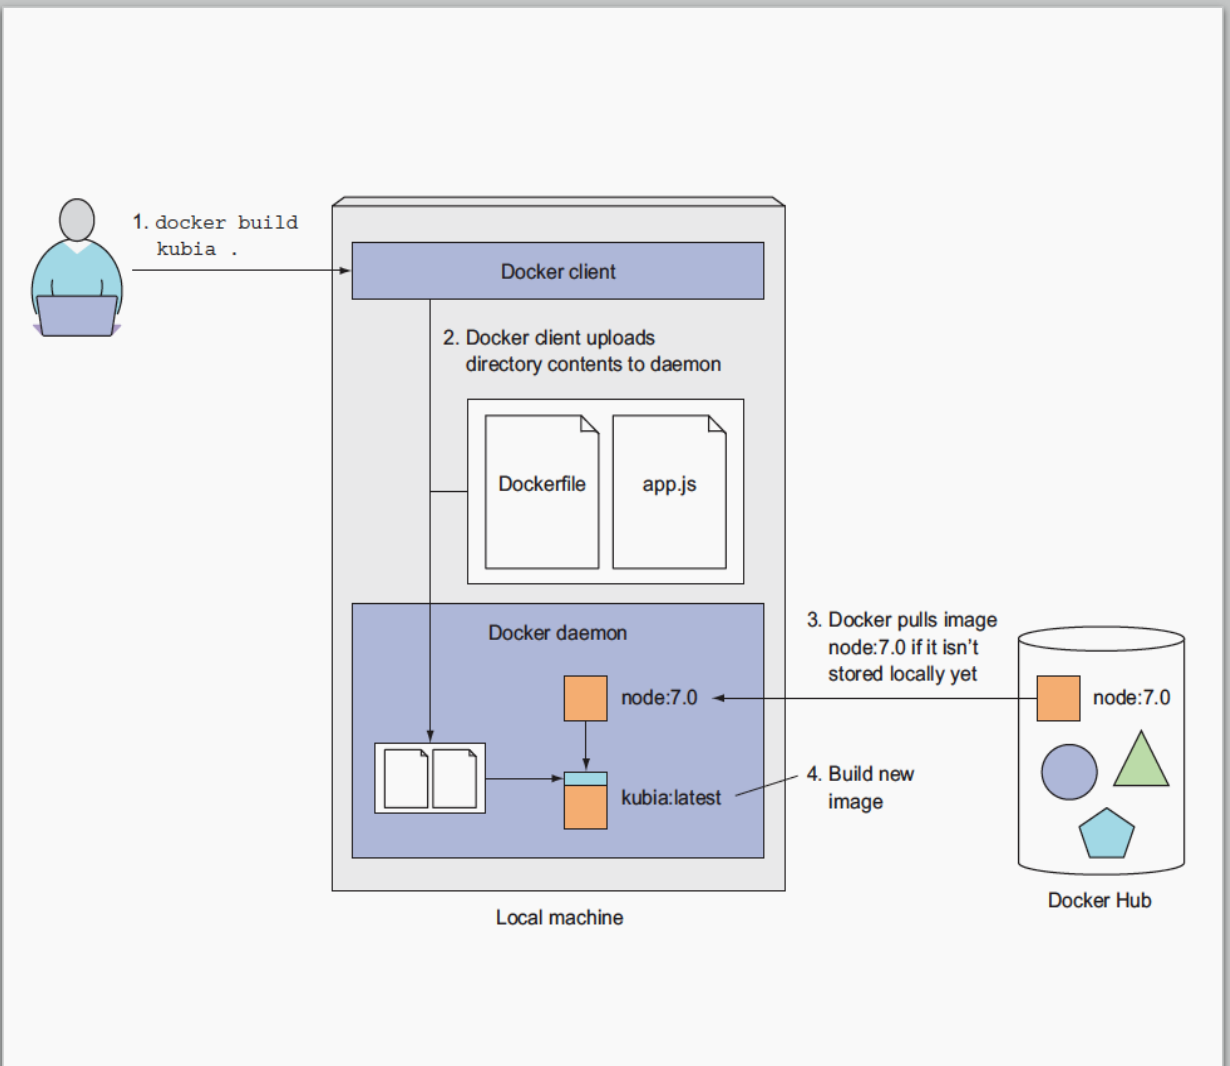 1. docker build
kubia .
Docker client
2. Docker client uploads
directory contents to daemon
Dockerfile
app.js
Docker daemon
3. Docker pulls image
node:7.0 if it isn't
stored locally yet
node:7.0
node:7.0
4. Build new
image
kubia:latest
Docker Hub
Local machine